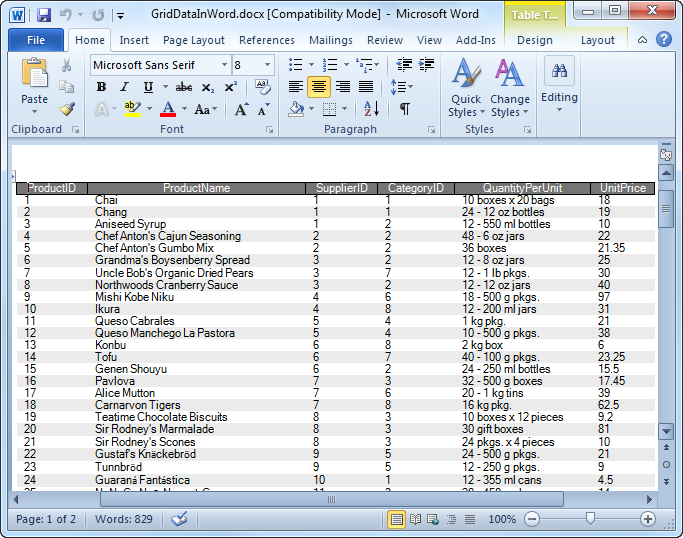 GridDataInWord.docx [Compatibility Mode] - Microsoft Word
Table T...
File Home Insert Page Layout References Mailings Review View Add-Ins Design Layout
Microsoft Sans Serif 8
Paste
Quick Styles
Change Styles
Editing
Clipboard Font Paragraph Styles
ProductID ProductName SupplierID CategoryID QuantityPerUnit UnitPrice
1 Chai 1 1 10 boxes x 20 bags 18
2 Chang 1 1 24 - 12 oz bottles 19
3 Aniseed Syrup 1 2 12 - 550 ml bottles 10
4 Chef Anton's Cajun Seasoning 2 2 48 - 6 oz jars 22
5 Chef Anton's Gumbo Mix 2 2 36 boxes 21.35
6 Grandma's Boysenberry Spread 3 2 12 - 8 oz jars 25
7 Uncle Bob's Organic Dried Pears 3 7 12 - 1 lb pkgs. 30
8 Northwoods Cranberry Sauce 3 2 12 - 12 oz jars 40
9 Mishi Kobe Niku 4 6 18 - 500 g pkgs. 97
10 Ikura 4 8 12 - 200 ml jars 31
11 Queso Cabrales 5 4 1 kg pkg. 21
12 Queso Manchego La Pastora 5 4 10 - 500 g pkgs. 38
13 Konbu 6 8 2 kg box 6
14 Tofu 6 7 40 - 100 g pkgs. 23.25
15 Genen Shouyu 6 2 24 - 250 ml bottles 15.5
16 Pavlova 7 3 32 - 500 g boxes 17.45
17 Alice Mutton 7 6 20 - 1 kg tins 39
18 Carnarvon Tigers 7 8 16 kg pkg. 62.5
19 Teatime Chocolate Biscuits 8 3 10 boxes x 12 pieces 9.2
20 Sir Rodney's Marmalade 8 3 30 gift boxes 81
21 Sir Rodney's Scones 8 3 24 pkgs. x 4 pieces 10
22 Gustaf's Knäckebröd 9 5 24 - 500 g pkgs. 21
23 Tunnbröd 9 5 12 - 250 g pkgs. 9
24 Guaraná Fantástica 10 1 12 - 355 ml cans 4.5
Page: 1 of 2 Words: 829 100%